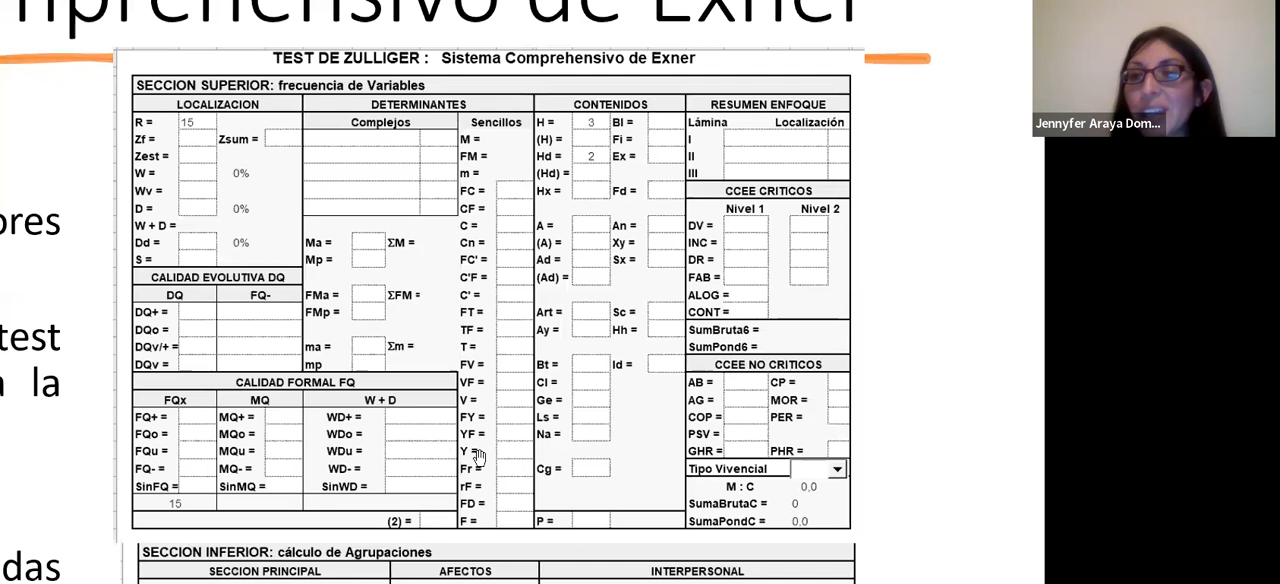 mprehensivo de Exner
Jennyfer Araya Dom...
ores
test
a la
das
TEST DE ZULLIGER : Sistema Comprehensivo de Exner
SECCION SUPERIOR: frecuencia de Variables
LOCALIZACION
R = 15
Zf = Zsum =
Zest =
W = 0%
Wv =
D = 0%
W + D =
Dd = 0%
S =
CALIDAD EVOLUTIVA DQ
DQ FQ-
DQ+ =
DQo =
DQv/+ =
DQv =
DETERMINANTES
Complejos Sencillos
Ma = ΣM =
Mp =
FMa = ΣFM =
FMp =
ma = Σm =
mp
M =
FM =
m =
FC =
CF =
C =
Cn =
FC' =
C'F =
C' =
FT =
TF =
T =
FV =
VF =
V =
FY =
YF =
Y =
Fr =
rF =
FD =
F =
CALIDAD FORMAL FQ
FQx MQ W + D
FQ+ = MQ+ = WD+ =
FQo = MQo = WDo =
FQu = MQu = WDu =
FQ- = MQ- = WD- =
SinFQ = SinMQ = SinWD =
15
(2) =
CONTENIDOS
H = 3 Bl =
(H) = Fi =
Hd = 2 Ex =
(Hd) =
Hx = Fd =
A = An =
(A) = Xy =
Ad = Sx =
(Ad) =
Art = Sc =
Ay = Hh =
Bt = Id =
Cl =
Ge =
Ls =
Na =
Cg =
P =
RESUMEN ENFOQUE
Lámina Localización
I
II
III
CCEE CRITICOS
Nivel 1 Nivel 2
DV =
INC =
DR =
FAB =
ALOG =
CONT =
SumBruta6 =
SumPond6 =
CCEE NO CRITICOS
AB = CP =
AG = MOR =
COP = PER =
PSV =
GHR = PHR =
Tipo Vivencial
M : C 0,0
SumaBrutaC = 0
SumaPondC = 0,0
SECCION INFERIOR: cálculo de Agrupaciones
SECCION PRINCIPAL AFECTOS INTERPERSONAL